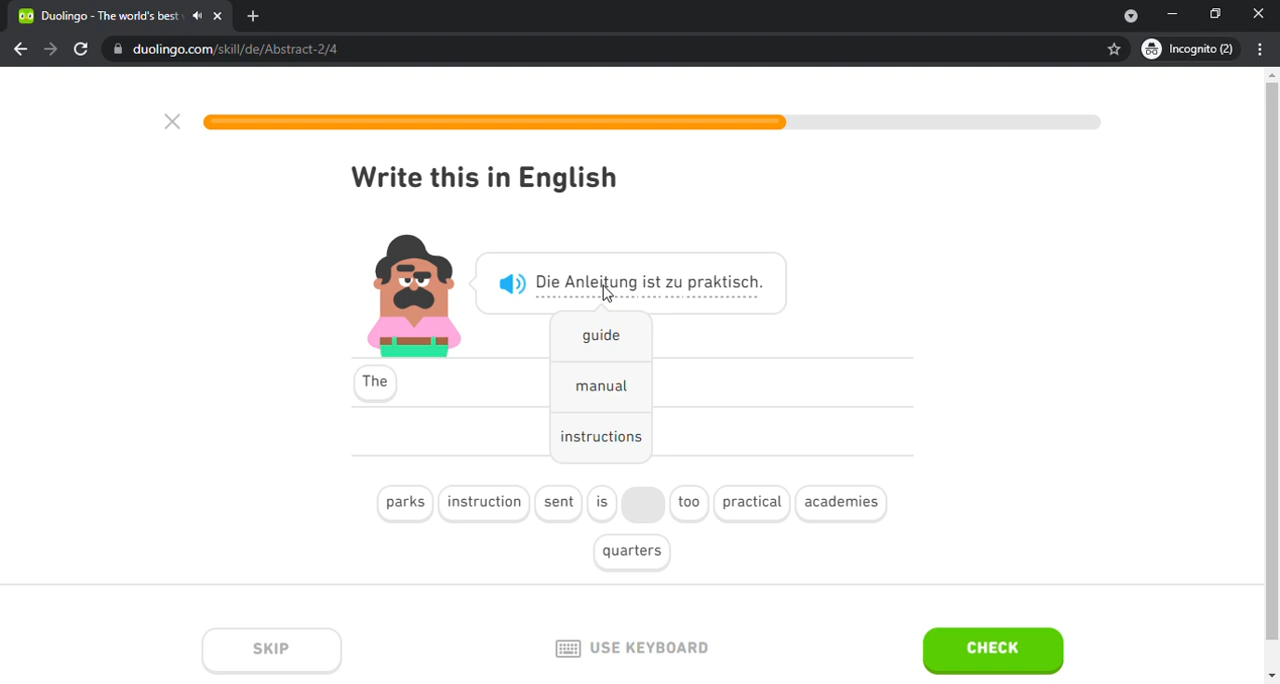 Duolingo - The world's best
duolingo.com/skill/de/Abstract-2/4
Incognito (2)
Write this in English
Die Anleitung ist zu praktisch.
guide
manual
instructions
The
parks instruction sent is too practical academies
quarters
SKIP
USE KEYBOARD
CHECK